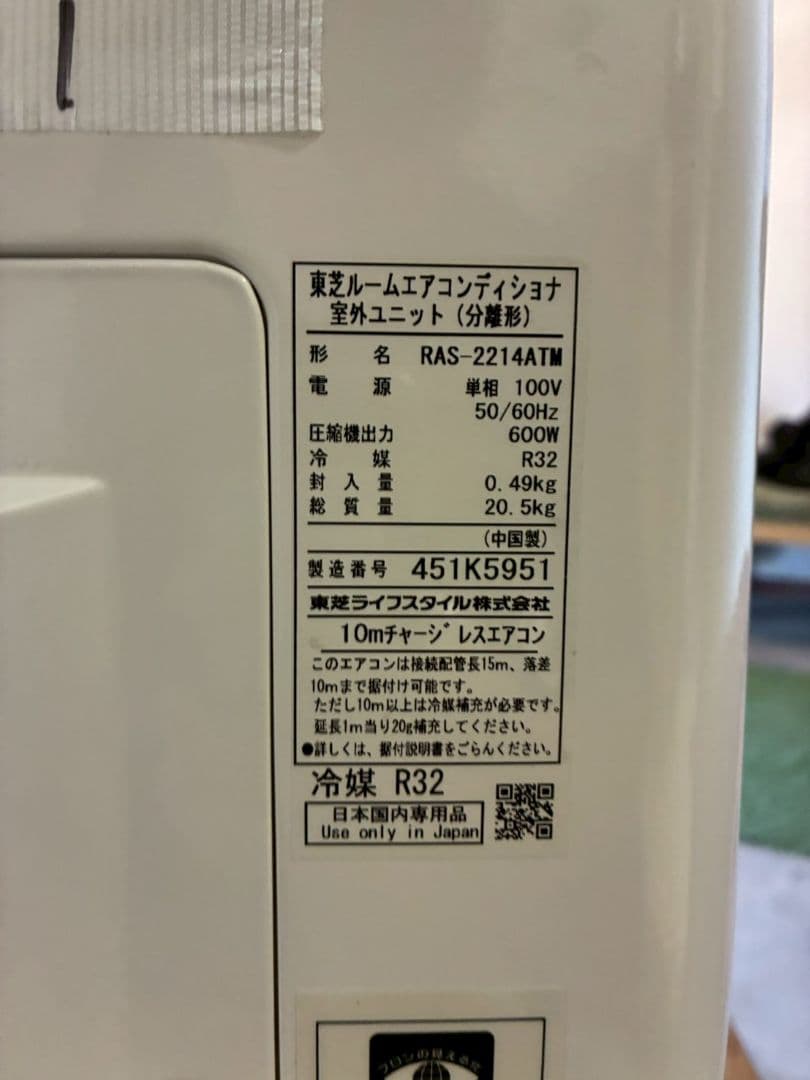 東芝ルームエアコンディショナ
室外ユニット（分離形）
形 名 RAS-2214ATM
電 源 単相 100V
50/60Hz
圧縮機出力 600W
冷 媒 R32
封 入 量 0.49kg
総 質 量 20.5kg
（中国製）
製造番号 451K5951
東芝ライフスタイル株式会社
10mチャージレスエアコン
このエアコンは接続配管長15m、落差
10mまで据付け可能です。
ただし10m以上は冷媒補充が必要です。
延長1m当り20g補充してください。
●詳しくは、据付説明書をごらんください。
冷媒 R32
日本国内専用品
Use only in Japan
フロンの見える化